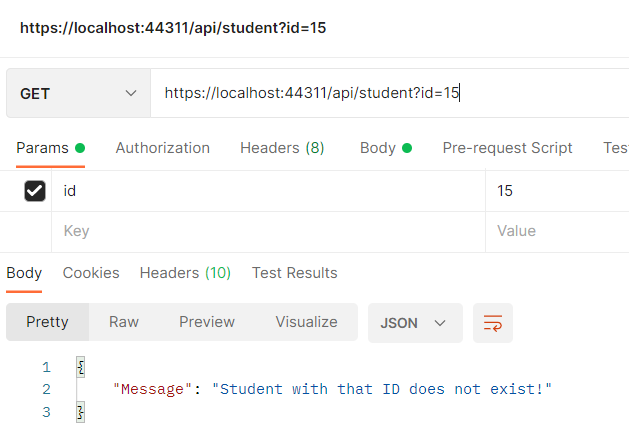 https://localhost:44311/api/student?id=15
GET https://localhost:44311/api/student?id=15
Params Authorization Headers (8) Body Pre-request Script Tes
id 15
Key Value
Body Cookies Headers (10) Test Results
Pretty Raw Preview Visualize JSON
1 {
2 "Message": "Student with that ID does not exist!"
3 }